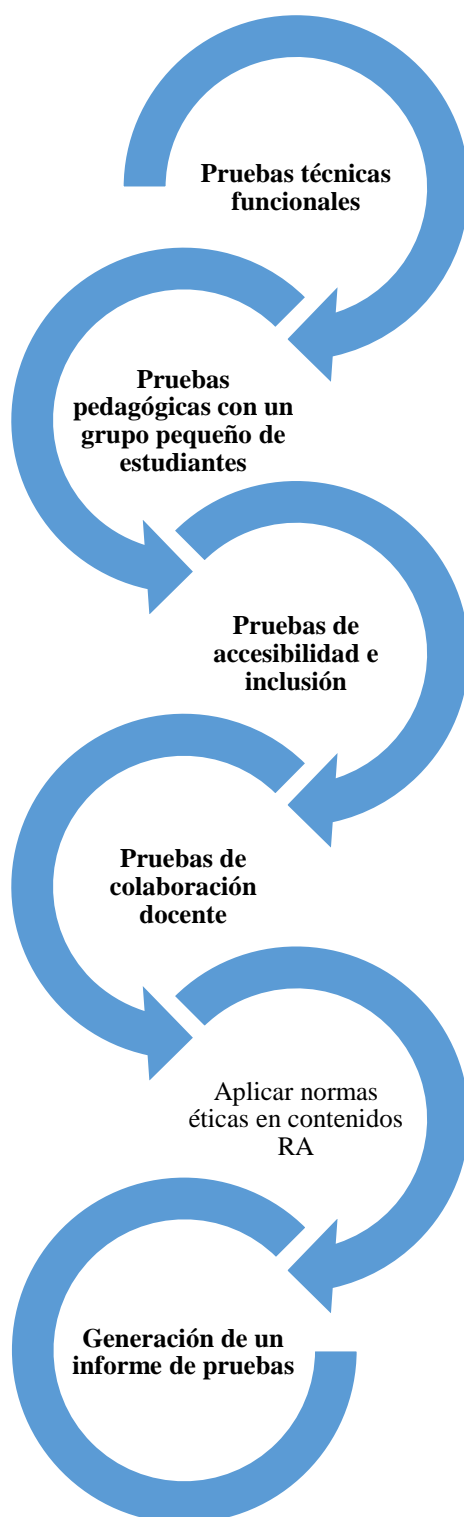 Pruebas técnicas
funcionales
Pruebas
pedagógicas con un
grupo pequeño de
estudiantes
Pruebas de
accesibilidad e
inclusión
Pruebas de
colaboración
docente
Aplicar normas
éticas en contenidos
RA
Generación de un
informe de pruebas